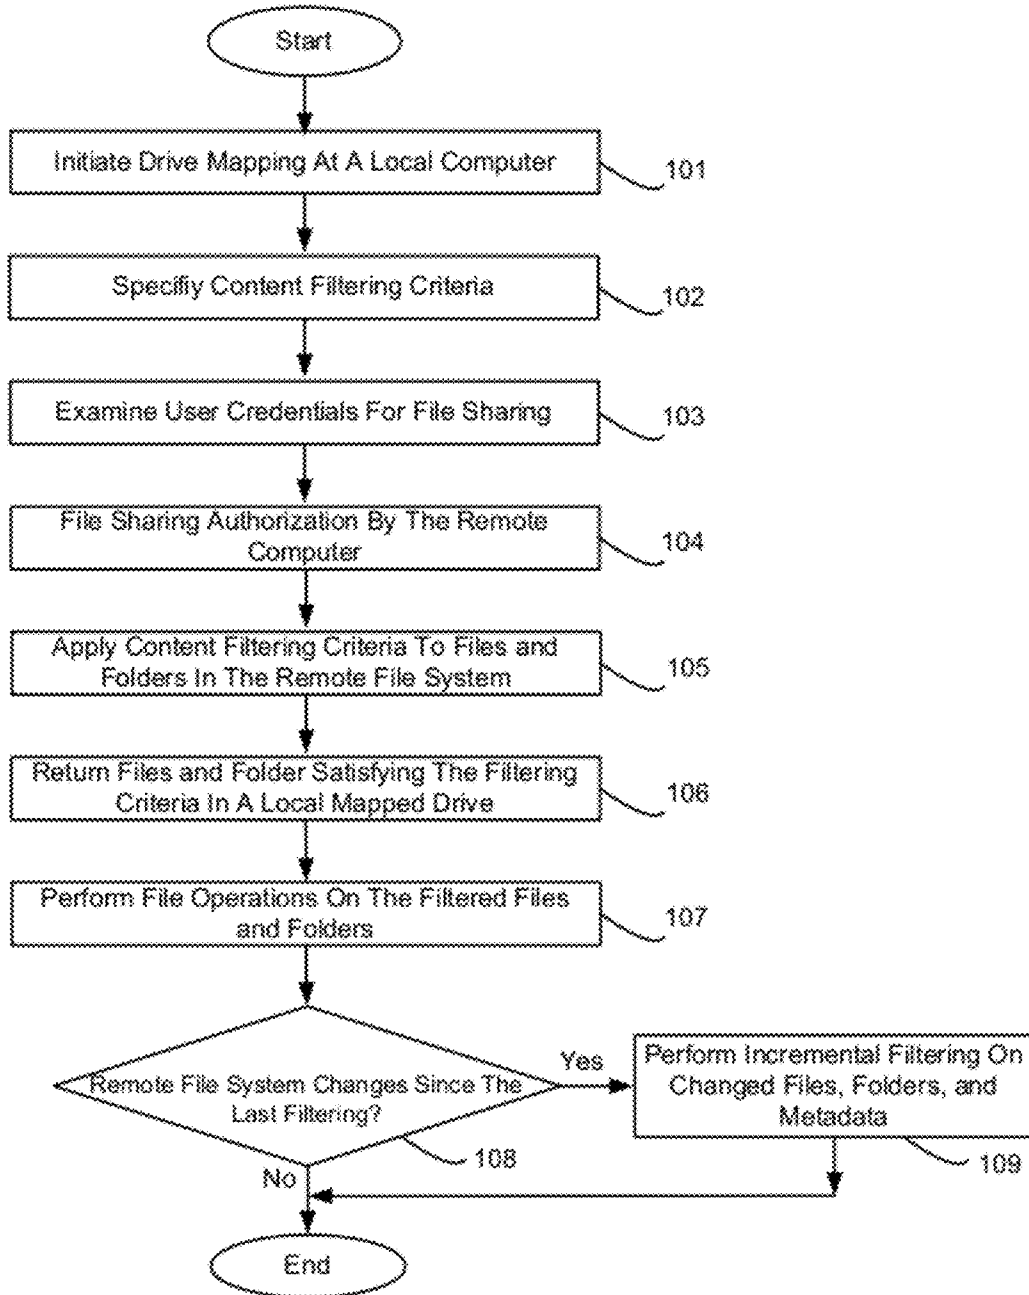 Start
Initiate Drive Mapping At A Local Computer
101
Specifiy Content Filtering Criteria
102
Examine User Credentials For File Sharing
103
File Sharing Authorization By The Remote
Computer
104
Apply Content Filtering Criteria To Files and
Folders In The Remote File System
105
Return Files and Folder Satisfying The Filtering
Criteria In A Local Mapped Drive
106
Perform File Operations On The Filtered Files
and Folders
107
Remote File System Changes Since The
Last Filtering?
108
Yes
Perform Incremental Filtering On
Changed Files, Folders, and
Metadata
109
No
End